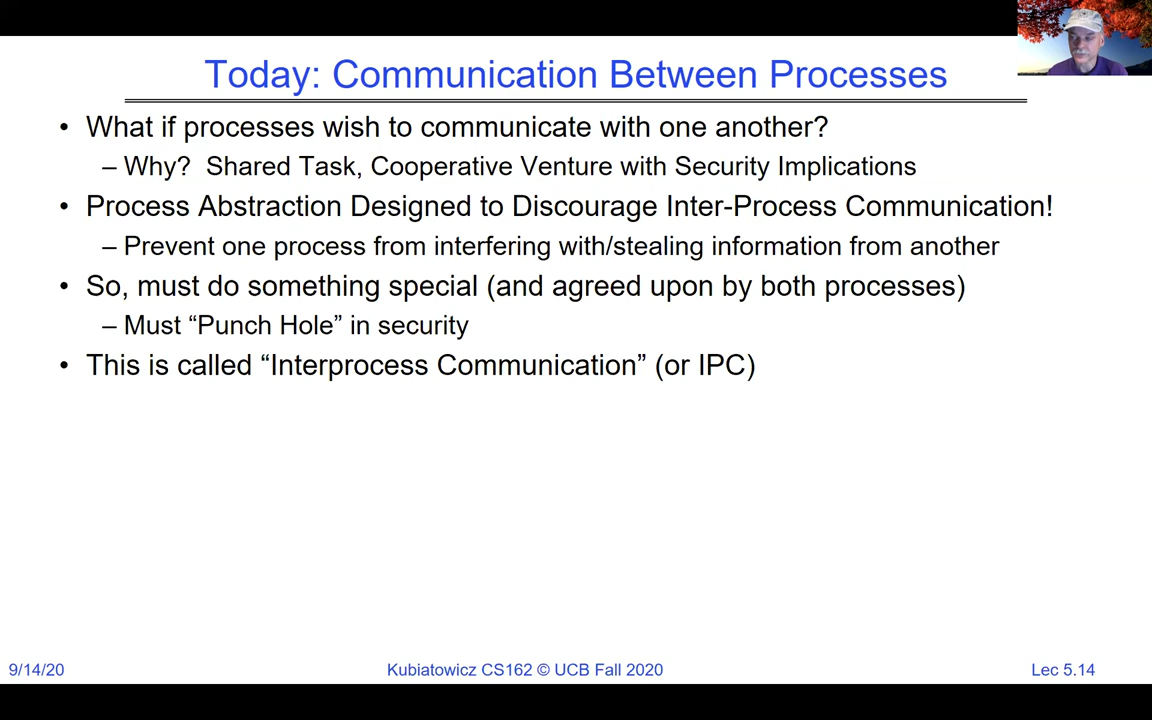 Today: Communication Between Processes
• What if processes wish to communicate with one another?
– Why? Shared Task, Cooperative Venture with Security Implications
• Process Abstraction Designed to Discourage Inter-Process Communication!
– Prevent one process from interfering with/stealing information from another
• So, must do something special (and agreed upon by both processes)
– Must “Punch Hole” in security
• This is called “Interprocess Communication” (or IPC)
9/14/20
Kubiatowicz CS162 © UCB Fall 2020
Lec 5.14